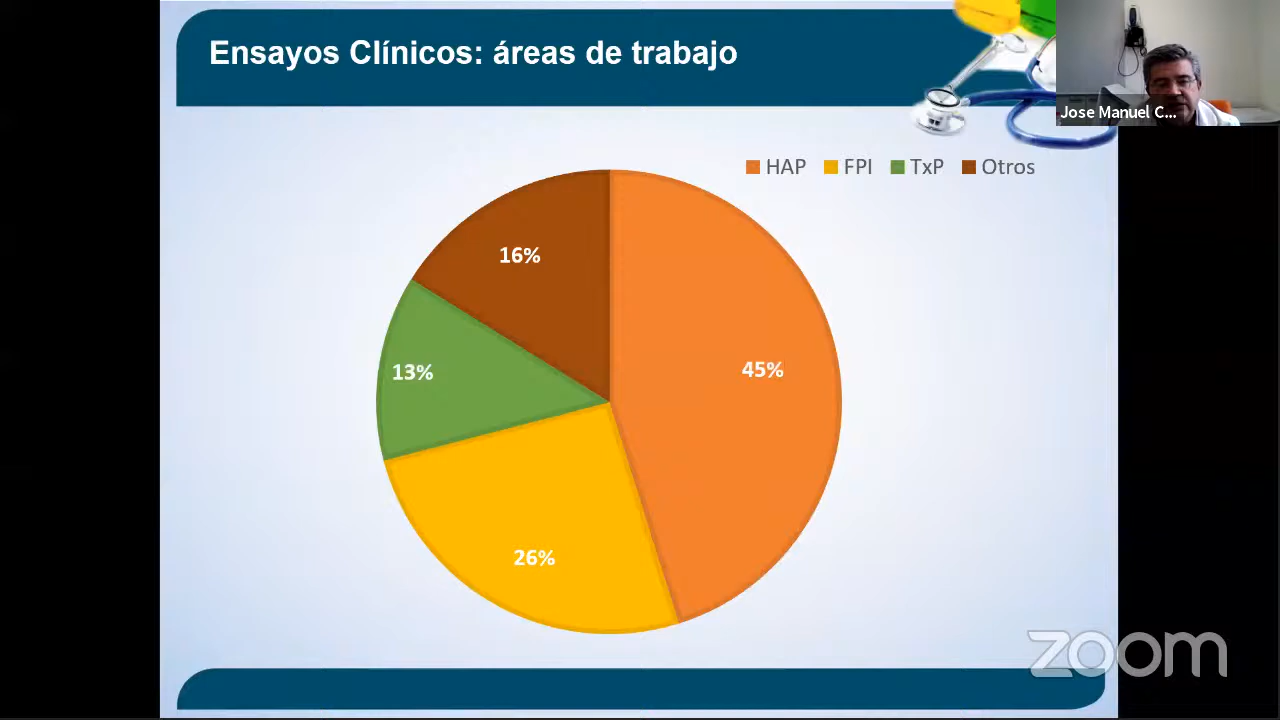 Ensayos Clínicos: áreas de trabajo
Jose Manuel C...
HAP FPI TxP Otros
16%
45%
13%
26%
zoom